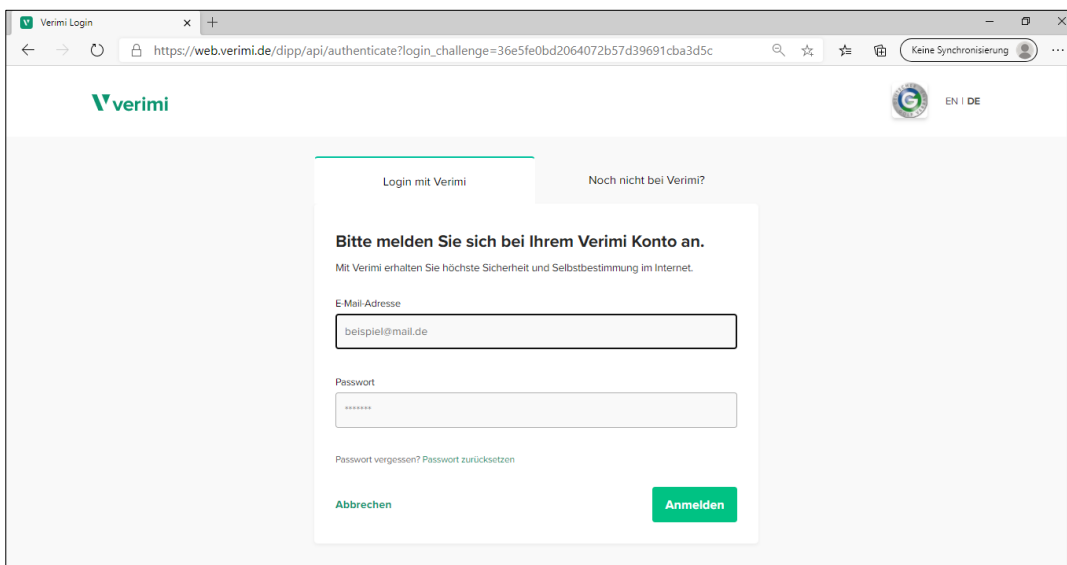 Verimi Login
https://web.verimi.de/dipp/api/authenticate?login_challenge=36e5fe0bd2064072b57d39691cba3d5c
Keine Synchronisierung
verimi
EN | DE
Login mit Verimi
Noch nicht bei Verimi?
Bitte melden Sie sich bei Ihrem Verimi Konto an.
Mit Verimi erhalten Sie höchste Sicherheit und Selbstbestimmung im Internet.
E-Mail-Adresse
beispiel@mail.de
Passwort
*******
Passwort vergessen? Passwort zurücksetzen
Abbrechen
Anmelden